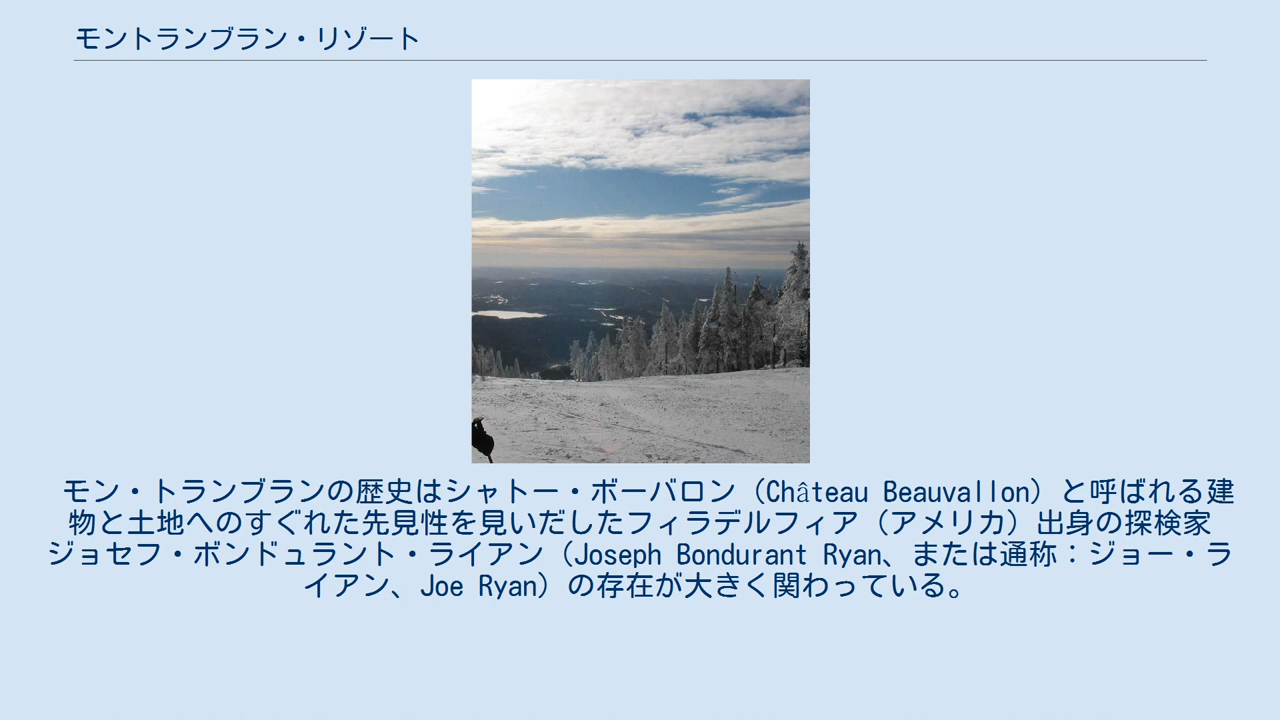 モントランブラン・リゾート
モン・トランブランの歴史はシャトー・ボーバロン（Château Beauvallon）と呼ばれる建
物と土地へのすぐれた先見性を見いだしたフィラデルフィア（アメリカ）出身の探検家
ジョセフ・ボンドュラント・ライアン（Joseph Bondurant Ryan、または通称：ジョー・ラ
イアン、Joe Ryan）の存在が大きく関わっている。